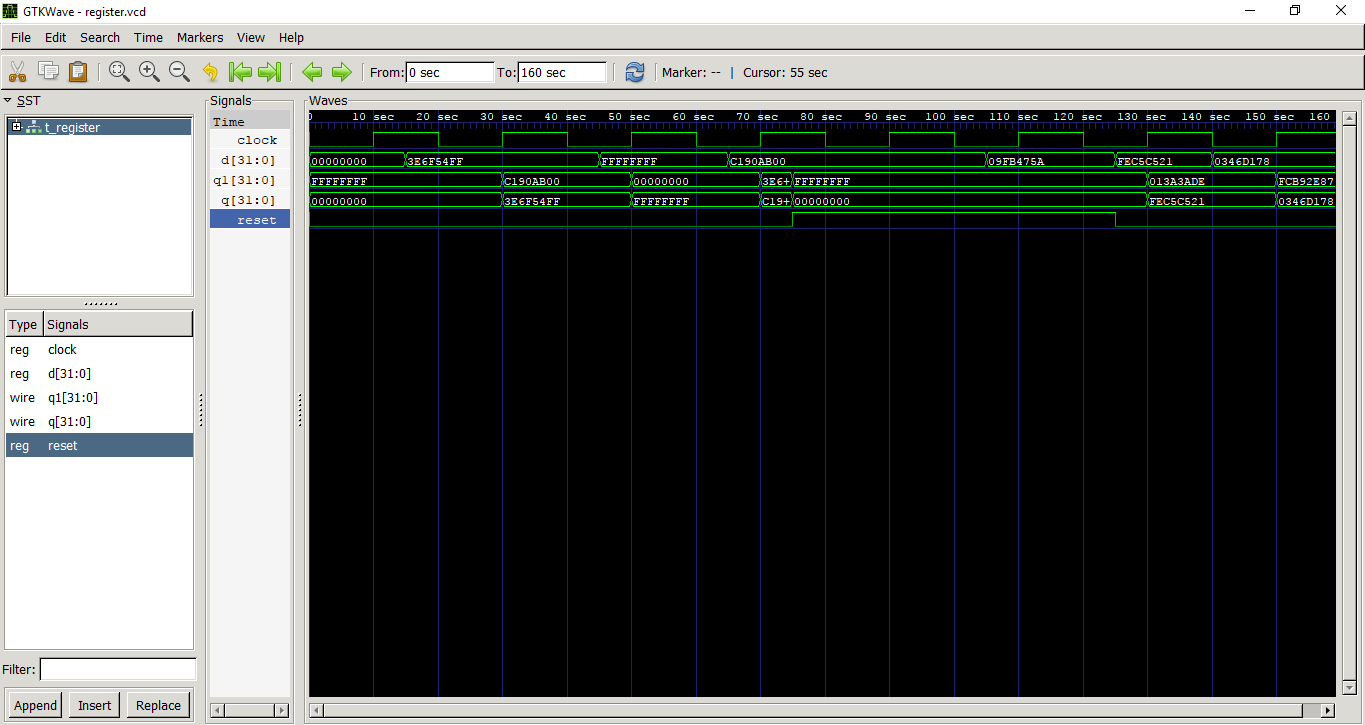 GTKWave - register.vcd
File Edit Search Time Markers View Help
From: 0 sec To: 160 sec Marker: -- | Cursor: 55 sec
SST
t_register
Type Signals
reg clock
reg d[31:0]
wire q1[31:0]
wire q[31:0]
reg reset
Filter:
Append Insert Replace
Signals
Time
clock
d[31:0]
q1[31:0]
q[31:0]
reset
Waves
0 10 sec 20 sec 30 sec 40 sec 50 sec 60 sec 70 sec 80 sec 90 sec 100 sec 110 sec 120 sec 130 sec 140 sec 150 sec 160
00000000 3E6F54FF FFFFFFFF C190AB00 09FB475A FEC5C521 0346D178
FFFFFFFF C190AB00 00000000 3E6+ FFFFFFFF 013A3ADE FCB92E87
00000000 3E6F54FF FFFFFFFF C19+ 00000000 FEC5C521 0346D178